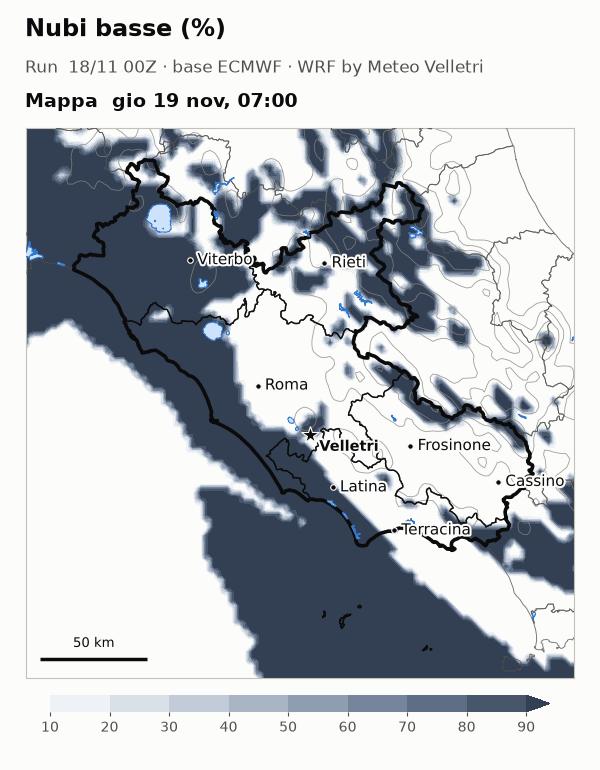 Nubi basse (%)
Run  18/11 00Z · base ECMWF · WRF by Meteo Velletri
Mappa  gio 19 nov, 07:00
Viterbo
Rieti
Roma
Velletri
Frosinone
Cassino
Latina
Terracina
50 km
10 20 30 40 50 60 70 80 90